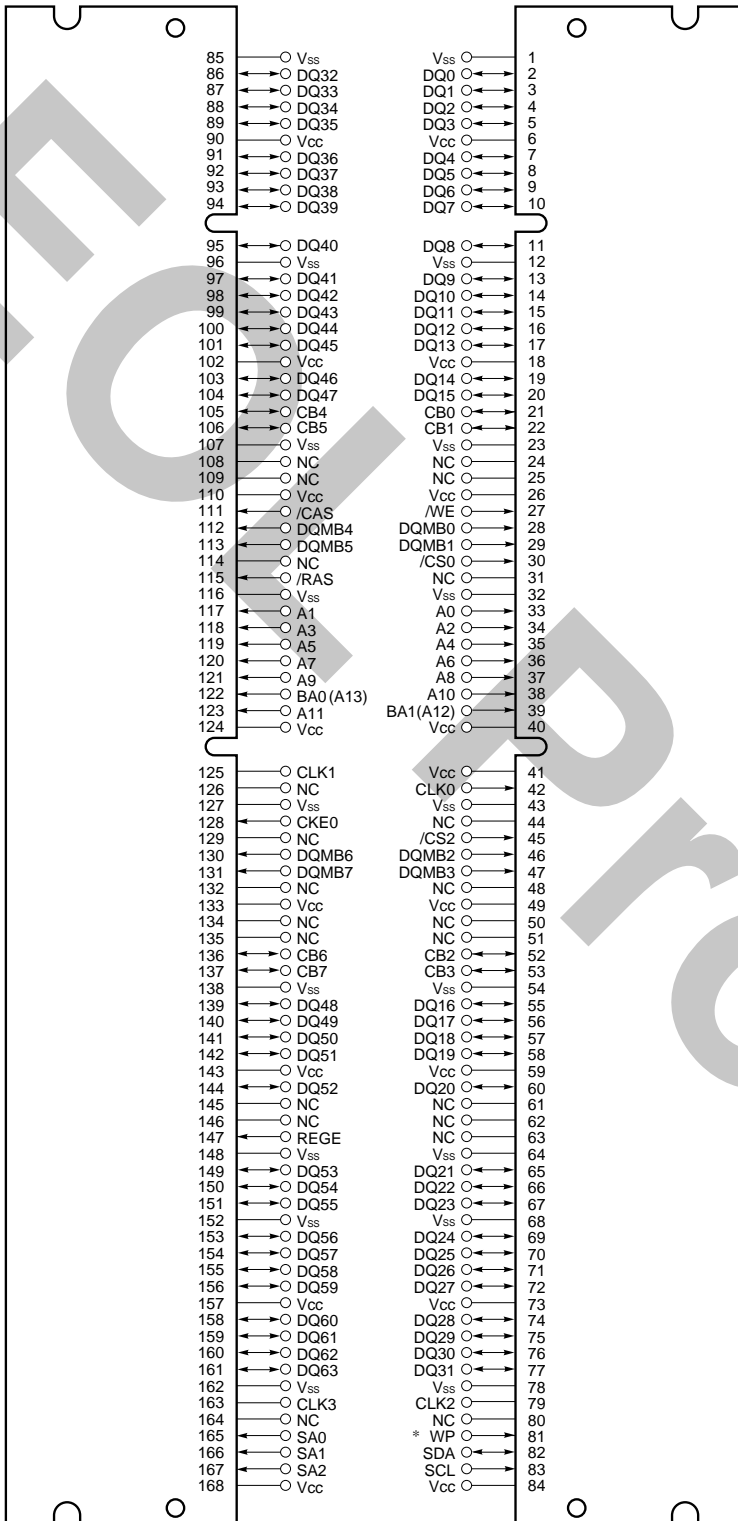 85 Vss Vss 1
86 DQ32 DQ0 2
87 DQ33 DQ1 3
88 DQ34 DQ2 4
89 DQ35 DQ3 5
90 Vcc Vcc 6
91 DQ36 DQ4 7
92 DQ37 DQ5 8
93 DQ38 DQ6 9
94 DQ39 DQ7 10
95 DQ40 DQ8 11
96 Vss Vss 12
97 DQ41 DQ9 13
98 DQ42 DQ10 14
99 DQ43 DQ11 15
100 DQ44 DQ12 16
101 DQ45 DQ13 17
102 Vcc Vcc 18
103 DQ46 DQ14 19
104 DQ47 DQ15 20
105 CB4 CB0 21
106 CB5 CB1 22
107 Vss Vss 23
108 NC NC 24
109 NC NC 25
110 Vcc Vcc 26
111 /CAS /WE 27
112 DQMB4 DQMB0 28
113 DQMB5 DQMB1 29
114 NC /CS0 30
115 /RAS NC 31
116 Vss Vss 32
117 A1 A0 33
118 A3 A2 34
119 A5 A4 35
120 A7 A6 36
121 A9 A8 37
122 BA0 (A13) A10 38
123 A11 BA1(A12) 39
124 Vcc Vcc 40
125 CLK1 Vcc 41
126 NC CLK0 42
127 Vss Vss 43
128 CKE0 NC 44
129 NC /CS2 45
130 DQMB6 DQMB2 46
131 DQMB7 DQMB3 47
132 NC NC 48
133 Vcc Vcc 49
134 NC NC 50
135 NC NC 51
136 CB6 CB2 52
137 CB7 CB3 53
138 Vss Vss 54
139 DQ48 DQ16 55
140 DQ49 DQ17 56
141 DQ50 DQ18 57
142 DQ51 DQ19 58
143 Vcc Vcc 59
144 DQ52 DQ20 60
145 NC NC 61
146 NC NC 62
147 REGE NC 63
148 Vss Vss 64
149 DQ53 DQ21 65
150 DQ54 DQ22 66
151 DQ55 DQ23 67
152 Vss Vss 68
153 DQ56 DQ24 69
154 DQ57 DQ25 70
155 DQ58 DQ26 71
156 DQ59 DQ27 72
157 Vcc Vcc 73
158 DQ60 DQ28 74
159 DQ61 DQ29 75
160 DQ62 DQ30 76
161 DQ63 DQ31 77
162 Vss Vss 78
163 CLK3 CLK2 79
164 NC NC 80
165 SA0 * WP 81
166 SA1 SDA 82
167 SA2 SCL 83
168 Vcc Vcc 84
EOL Pro